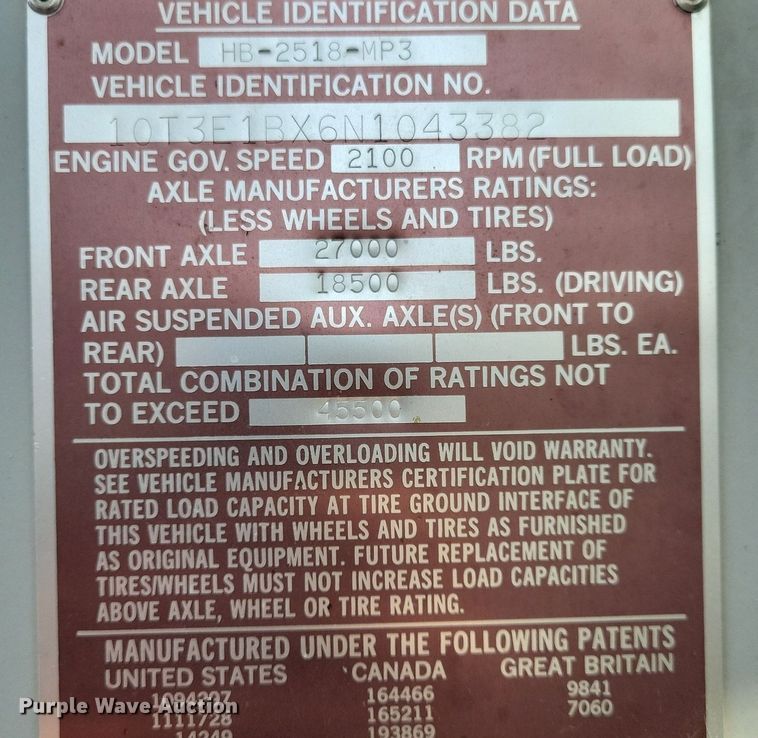 VEHICLE IDENTIFICATION DATA
MODEL HB-2518-MP3
VEHICLE IDENTIFICATION NO.
10T3E1BX6N1043382
ENGINE GOV. SPEED 2100 RPM (FULL LOAD)
AXLE MANUFACTURERS RATINGS:
(LESS WHEELS AND TIRES)
FRONT AXLE 27000 LBS.
REAR AXLE 18500 LBS. (DRIVING)
AIR SUSPENDED AUX. AXLE(S) (FRONT TO
REAR) LBS. EA.
TOTAL COMBINATION OF RATINGS NOT
TO EXCEED 45500
OVERSPEEDING AND OVERLOADING WILL VOID WARRANTY.
SEE VEHICLE MANUFACTURERS CERTIFICATION PLATE FOR
RATED LOAD CAPACITY AT TIRE GROUND INTERFACE OF
THIS VEHICLE WITH WHEELS AND TIRES AS FURNISHED
AS ORIGINAL EQUIPMENT. FUTURE REPLACEMENT OF
TIRES/WHEELS MUST NOT INCREASE LOAD CAPACITIES
ABOVE AXLE, WHEEL OR TIRE RATING.
MANUFACTURED UNDER THE FOLLOWING PATENTS
UNITED STATES CANADA GREAT BRITAIN
164466 9841
1111728 165211 7060
193869
Purple Wave Auction